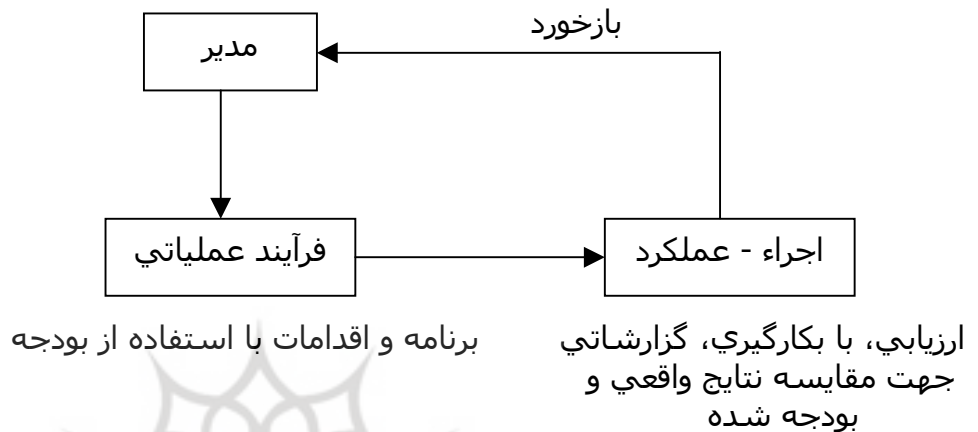 بازخورد
مدير
فرآيند عملياتي
اجراء - عملكرد
برنامه و اقدامات با استفاده از بودجه
ارزيابي، با بكارگيري، گزارشاتي
جهت مقايسه نتايج واقعي و
بودجه شده